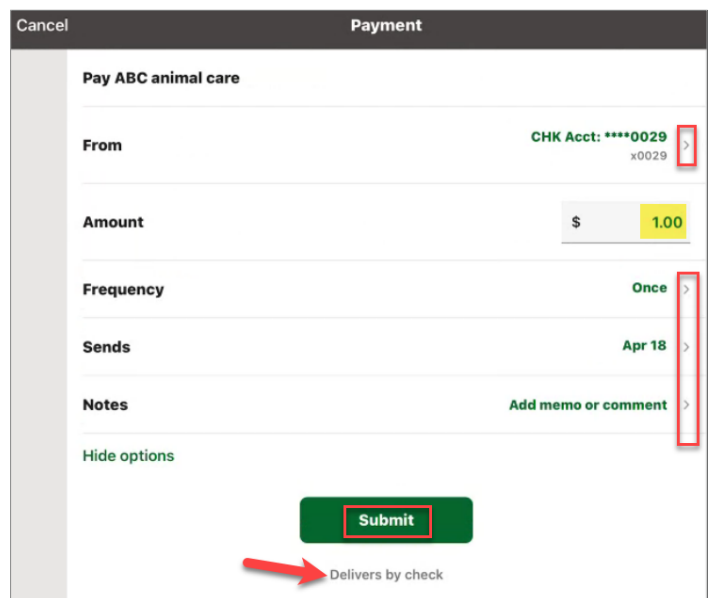 Cancel Payment
Pay ABC animal care
From CHK Acct: ****0029
x0029
Amount $ 1.00
Frequency Once
Sends Apr 18
Notes Add memo or comment
Hide options
Submit
Delivers by check